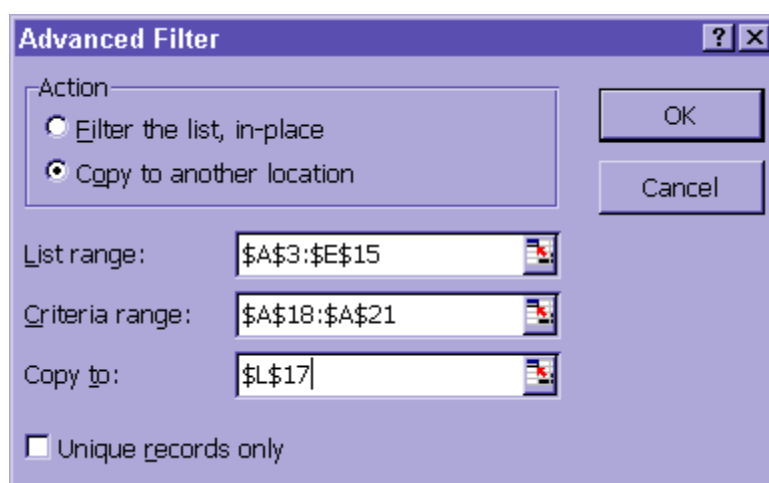 Advanced Filter
Action
Filter the list, in-place
Copy to another location
OK
Cancel
List range: $A$3:$E$15
Criteria range: $A$18:$A$21
Copy to: $L$17
Unique records only